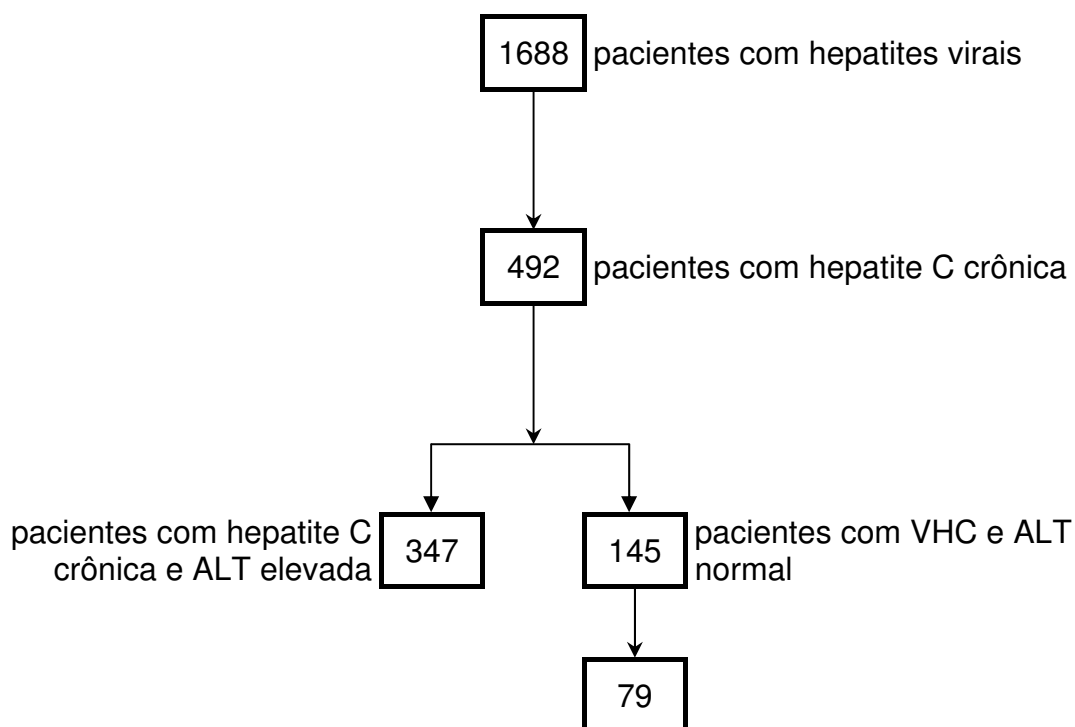 1688
pacientes com hepatites virais
492
pacientes com hepatite C crônica
pacientes com hepatite C
crônica e ALT elevada
347
145
pacientes com VHC e ALT
normal
79